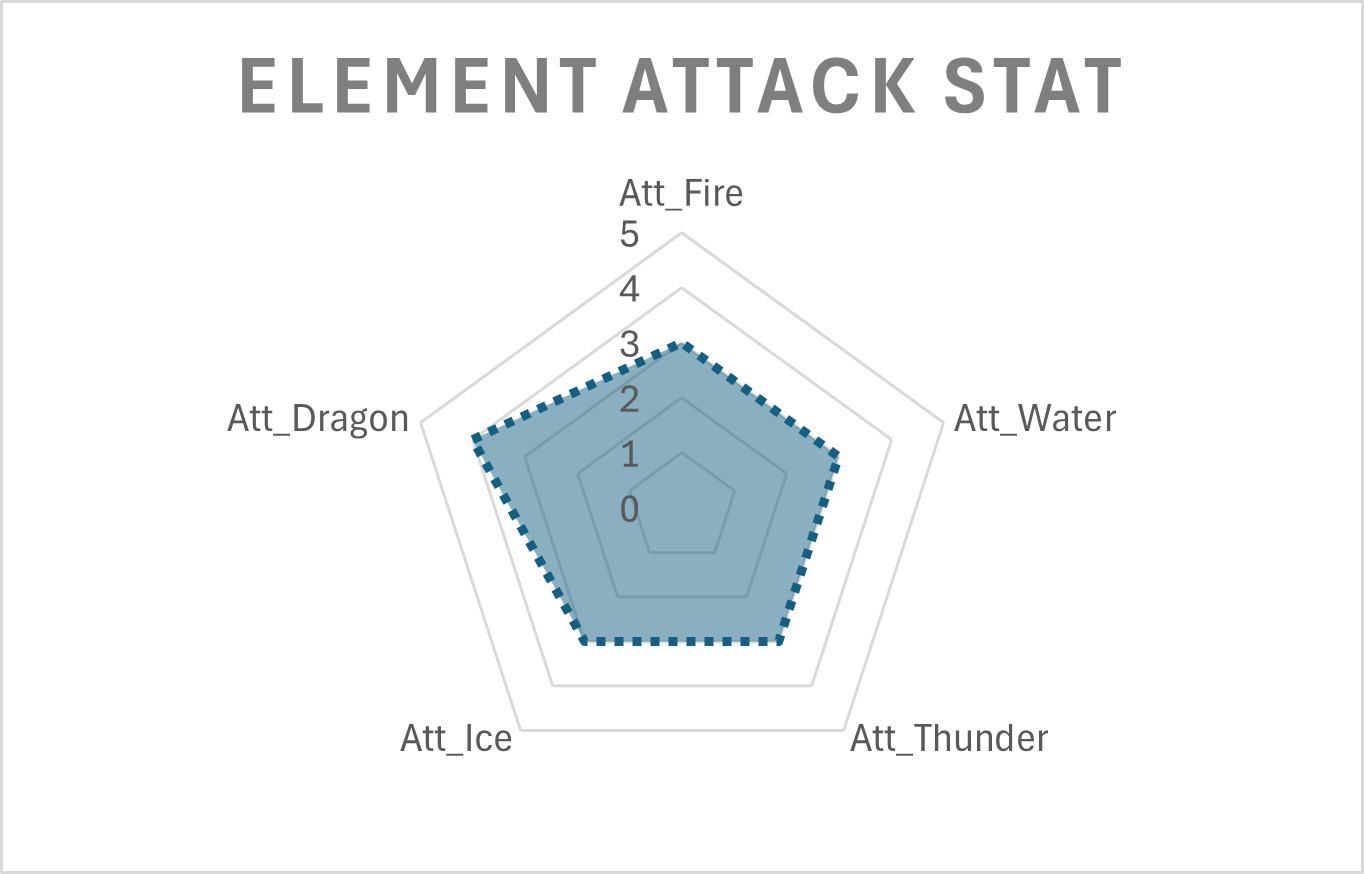 ELEMENT ATTACK STAT
Att_Fire
5
4
3
2
1
0
Att_Dragon
Att_Water
Att_Ice
Att_Thunder